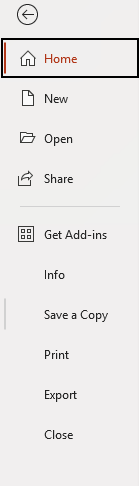 Home
New
Open
Share
Get Add-ins
Info
Save a Copy
Print
Export
Close